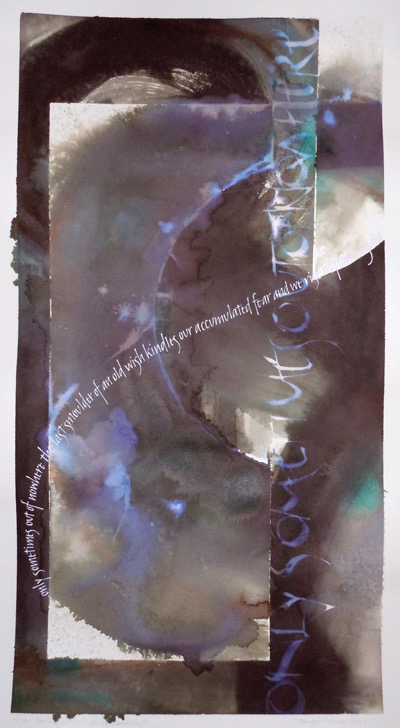 only sometimes out of nowhere the last smoulder of an old wish kindles our accumulated fear and we
ONLY SOMETIMES OUT OF NOWHERE